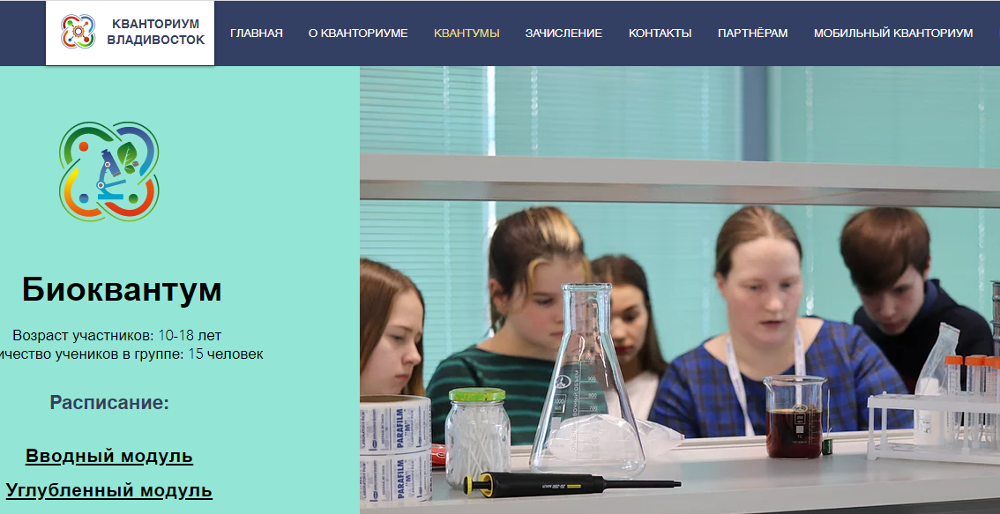 КВАНТОРИУМ
ВЛАДИВОСТОК
ГЛАВНАЯ О КВАНТОРИУМЕ КВАНТУМЫ ЗАЧИСЛЕНИЕ КОНТАКТЫ ПАРТНЁРАМ МОБИЛЬНЫЙ КВАНТОРИУМ
Биоквантум
Возраст участников: 10-18 лет
ичество учеников в группе: 15 человек
Расписание:
Вводный модуль
Углубленный модуль
PARAFILM
PARAFILM
1000